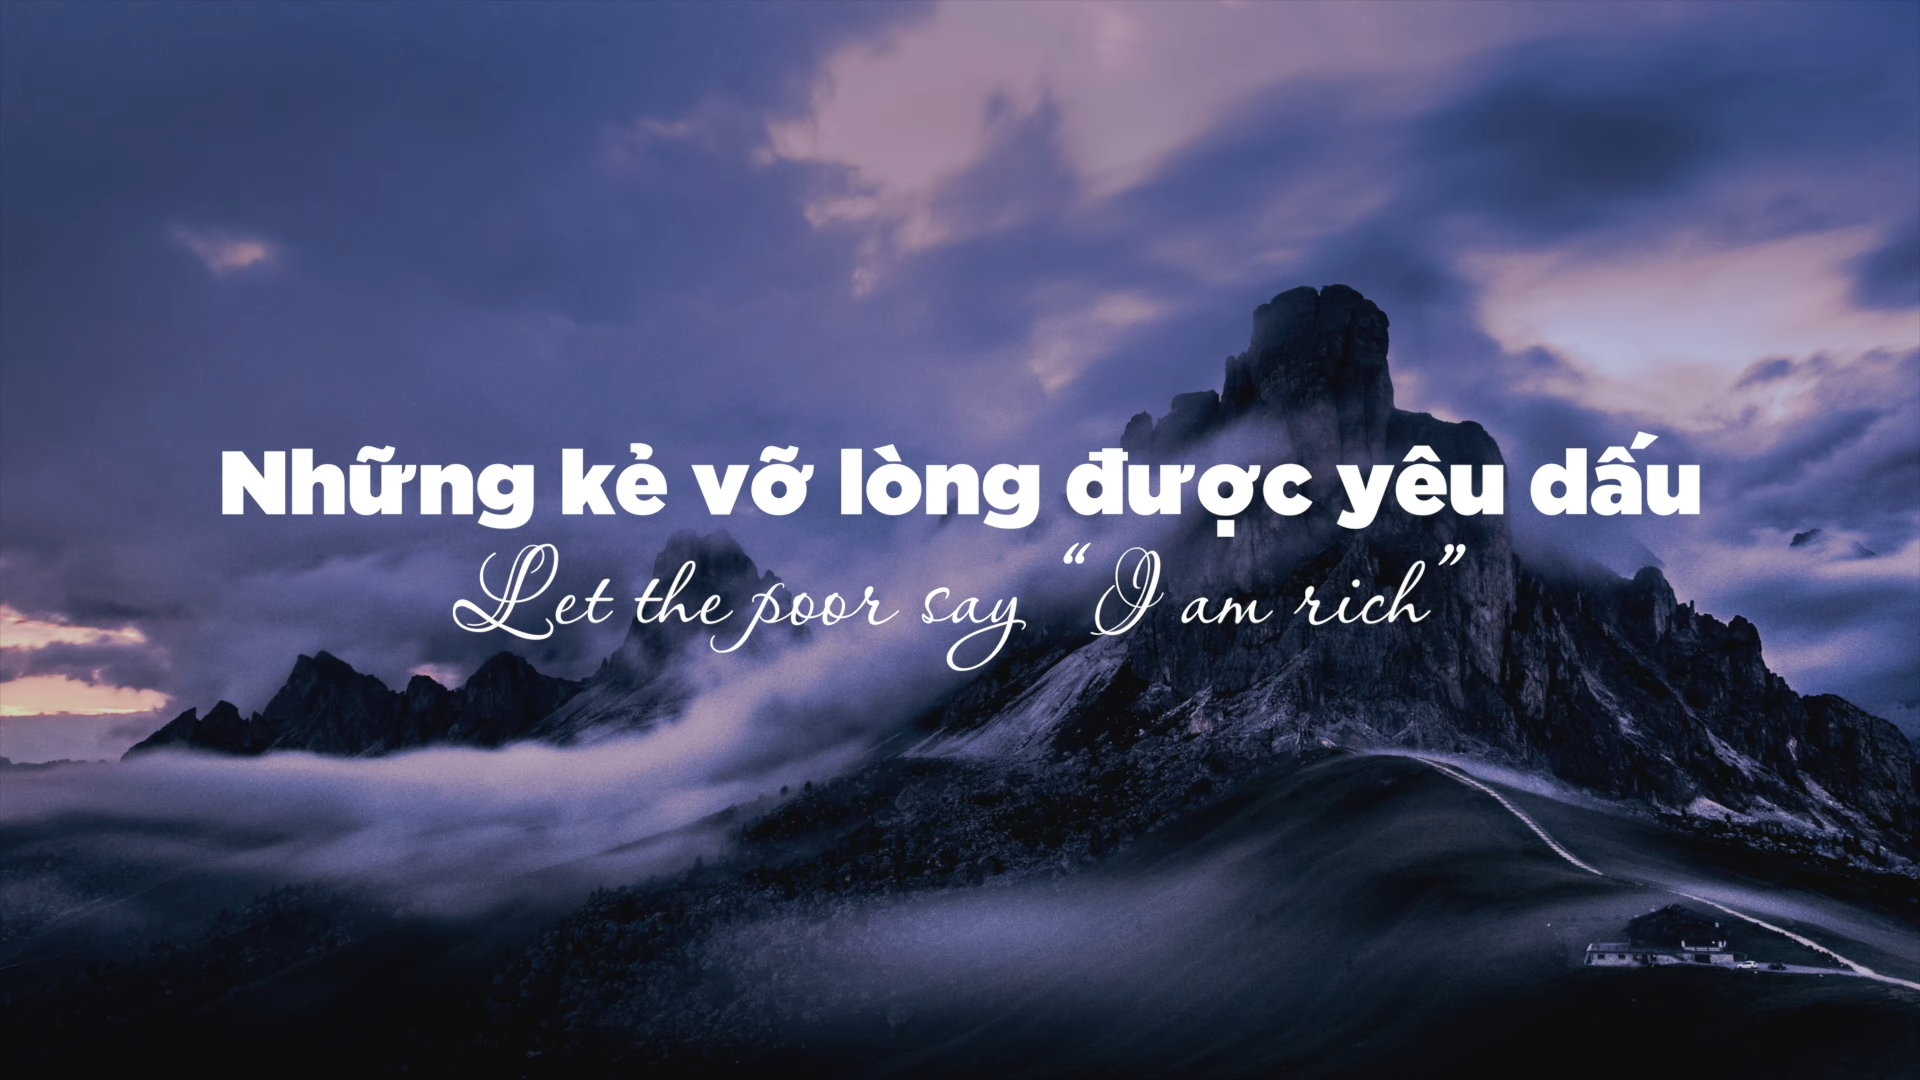 Những kẻ vỡ lòng được yêu dấu
Let the poor say “I am rich”